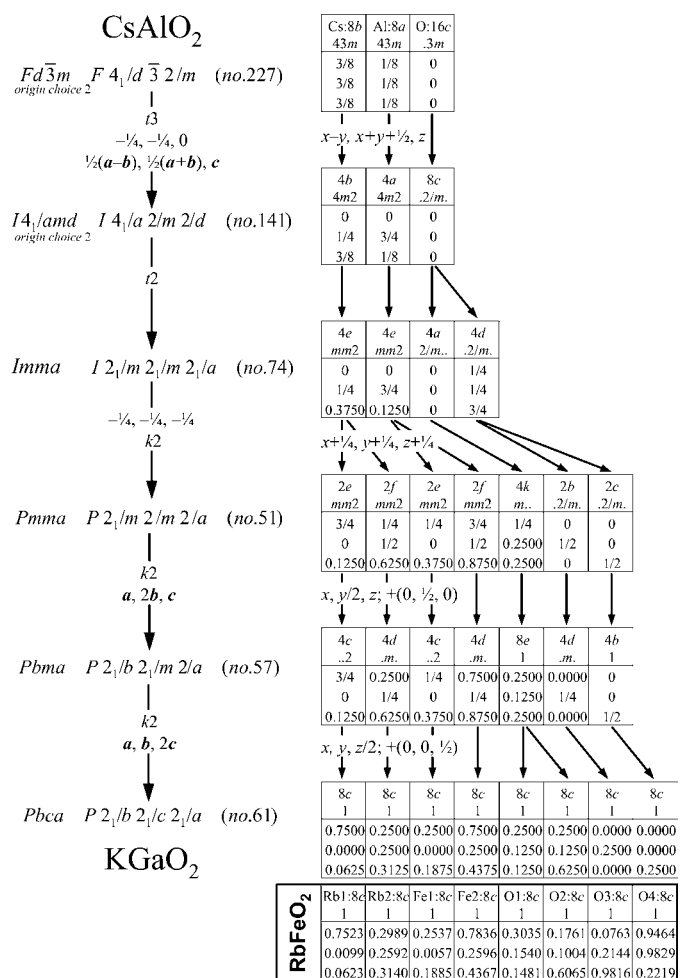 CsAlO₂
Fd3̅m F 4₁/d 3̅ 2/m (no.227)
origin choice 2
t3
–¼, –¼, 0
½(a–b), ½(a+b), c
I4₁/amd I 4₁/a 2/m 2/d (no.141)
origin choice 2
t2
Imma I 2₁/m 2₁/m 2₁/a (no.74)
–¼, –¼, –¼
k2
Pmma P 2₁/m 2/m 2/a (no.51)
k2
a, 2b, c
Pbma P 2₁/b 2₁/m 2/a (no.57)
k2
a, b, 2c
Pbca P 2₁/b 2₁/c 2₁/a (no.61)
KGaO₂
Cs:8b Al:8a O:16c
43m 43m .3m
3/8 1/8 0
3/8 1/8 0
3/8 1/8 0
x–y, x+y+½, z
4b 4a 8c
4m2 4m2 .2/m.
0 0 0
1/4 3/4 0
3/8 1/8 0
4e 4e 4a 4d
mm2 mm2 2/m.. .2/m.
0 0 0 1/4
1/4 3/4 0 1/4
0.3750 0.1250 0 3/4
x+¼, y+¼, z+¼
2e 2f 2e 2f 4k 2b 2c
mm2 mm2 mm2 mm2 m.. .2/m. .2/m.
3/4 1/4 1/4 3/4 1/4 0 0
0 1/2 0 1/2 0.2500 1/2 0
0.1250 0.6250 0.3750 0.8750 0.2500 0 1/2
x, y/2, z; +(0, ½, 0)
4c 4d 4c 4d 8e 4d 4b
..2 .m. ..2 .m. 1 .m. 1
3/4 0.2500 1/4 0.7500 0.2500 0.0000 0
0 1/4 0 1/4 0.1250 1/4 0
0.1250 0.6250 0.3750 0.8750 0.2500 0.0000 1/2
x, y, z/2; +(0, 0, ½)
8c 8c 8c 8c 8c 8c 8c 8c
1 1 1 1 1 1 1 1
0.7500 0.2500 0.2500 0.7500 0.2500 0.2500 0.0000 0.0000
0.0000 0.2500 0.0000 0.2500 0.1250 0.1250 0.2500 0.0000
0.0625 0.3125 0.1875 0.4375 0.1250 0.6250 0.0000 0.2500
RbFeO₂
Rb1:8c Rb2:8c Fe1:8c Fe2:8c O1:8c O2:8c O3:8c O4:8c
1 1 1 1 1 1 1 1
0.7523 0.2989 0.2537 0.7836 0.3035 0.1761 0.0763 0.9464
0.0099 0.2592 0.0057 0.2596 0.1540 0.1004 0.2144 0.9829
0.0623 0.3140 0.1885 0.4367 0.1481 0.6065 0.9816 0.2219